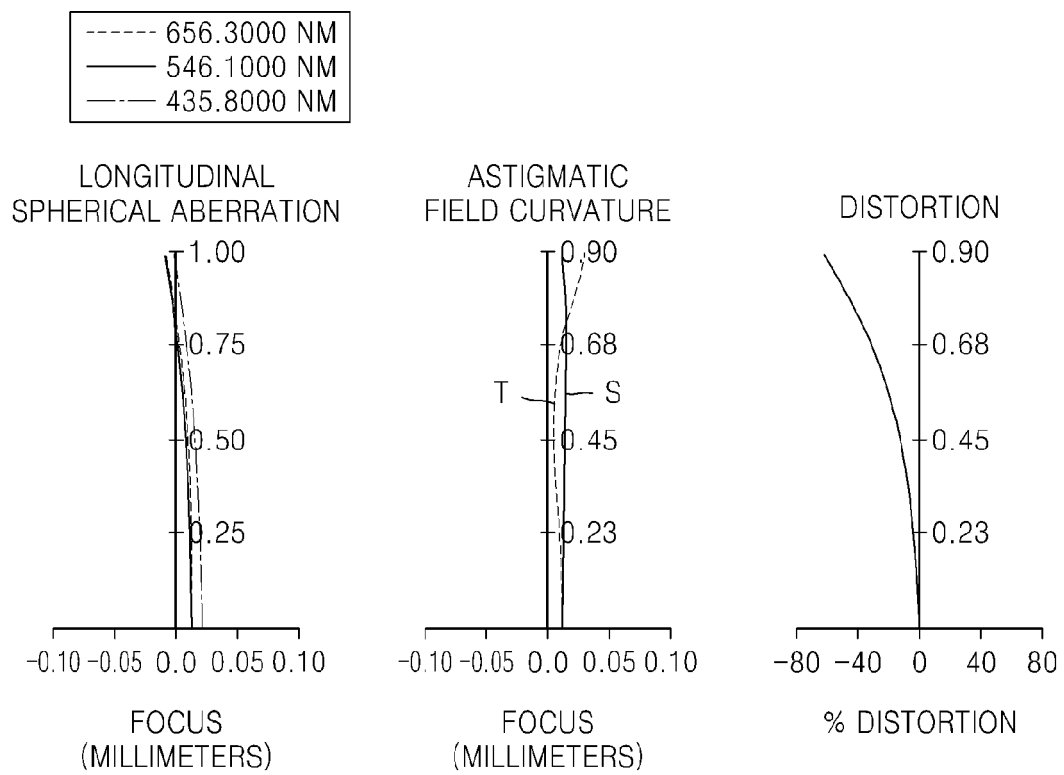 656.3000 NM
546.1000 NM
435.8000 NM
LONGITUDINAL
SPHERICAL ABERRATION
1.00
0.75
0.50
0.25
-0.10 -0.05 0.0 0.05 0.10
FOCUS
(MILLIMETERS)
ASTIGMATIC
FIELD CURVATURE
0.90
0.68
T S
0.45
0.23
-0.10 -0.05 0.0 0.05 0.10
FOCUS
(MILLIMETERS)
DISTORTION
0.90
0.68
0.45
0.23
-80 -40 0 40 80
% DISTORTION